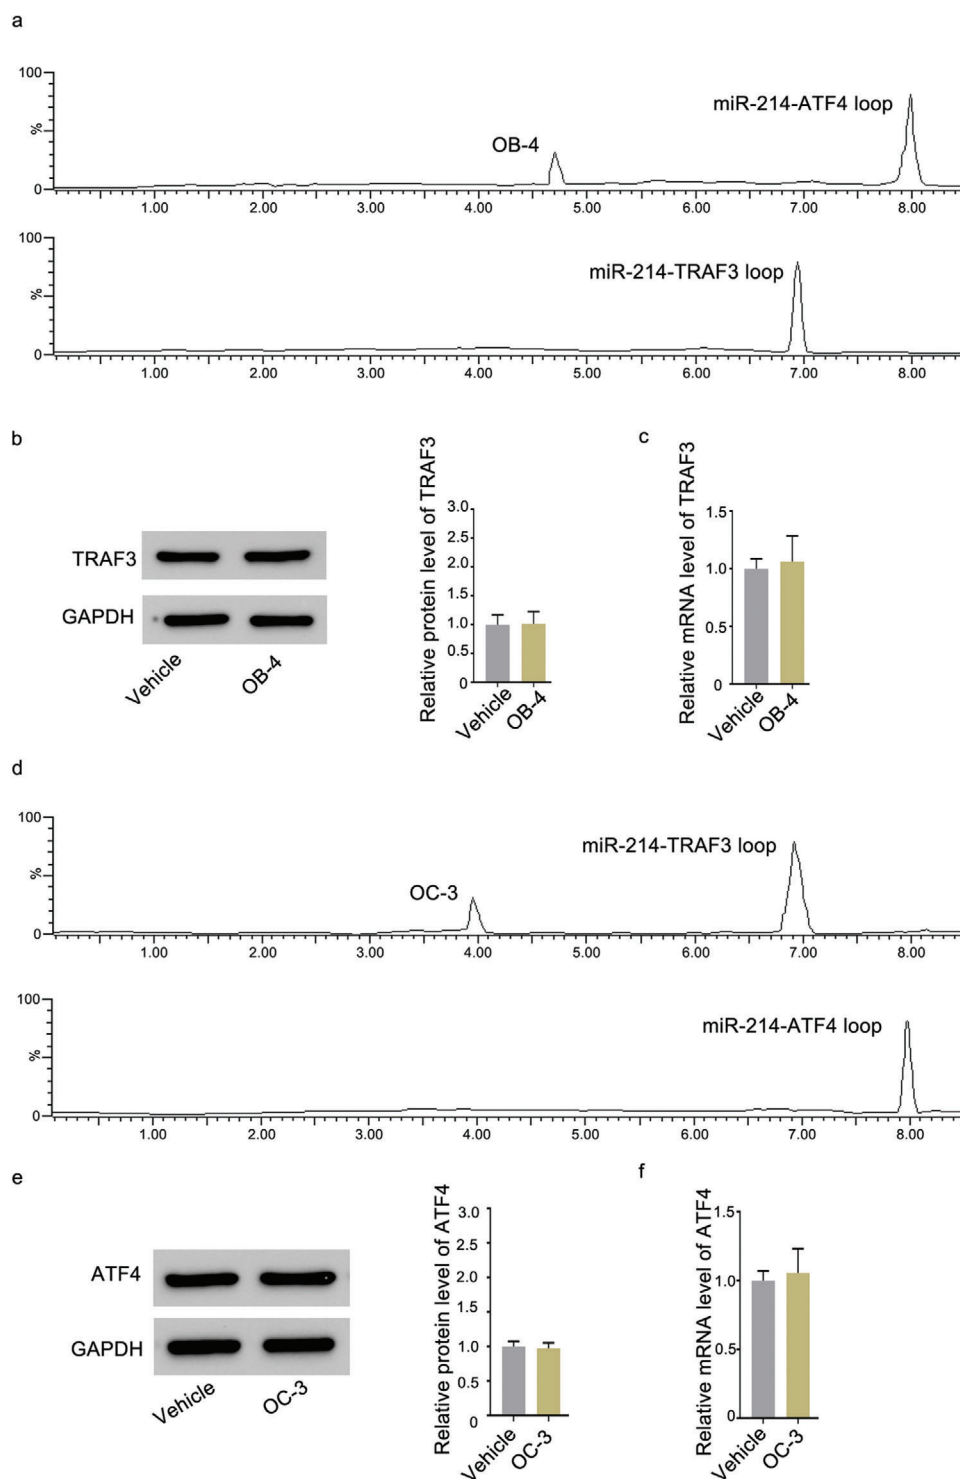 a
100
%
0
OB-4
miR-214-ATF4 loop
1.00 2.00 3.00 4.00 5.00 6.00 7.00 8.00
100
%
0
miR-214-TRAF3 loop
1.00 2.00 3.00 4.00 5.00 6.00 7.00 8.00
b
TRAF3
GAPDH
Vehicle OB-4
Relative protein level of TRAF3
3.0
2.5
2.0
1.5
1.0
0.5
0
Vehicle OB-4
c
Relative mRNA level of TRAF3
1.5
1.0
0.5
0
Vehicle OB-4
d
100
%
0
OC-3
miR-214-TRAF3 loop
1.00 2.00 3.00 4.00 5.00 6.00 7.00 8.00
100
%
0
miR-214-ATF4 loop
1.00 2.00 3.00 4.00 5.00 6.00 7.00 8.00
e
ATF4
GAPDH
Vehicle OC-3
Relative protein level of ATF4
3.0
2.5
2.0
1.5
1.0
0.5
0
Vehicle OC-3
f
Relative mRNA level of ATF4
1.5
1.0
0.5
0
Vehicle OC-3